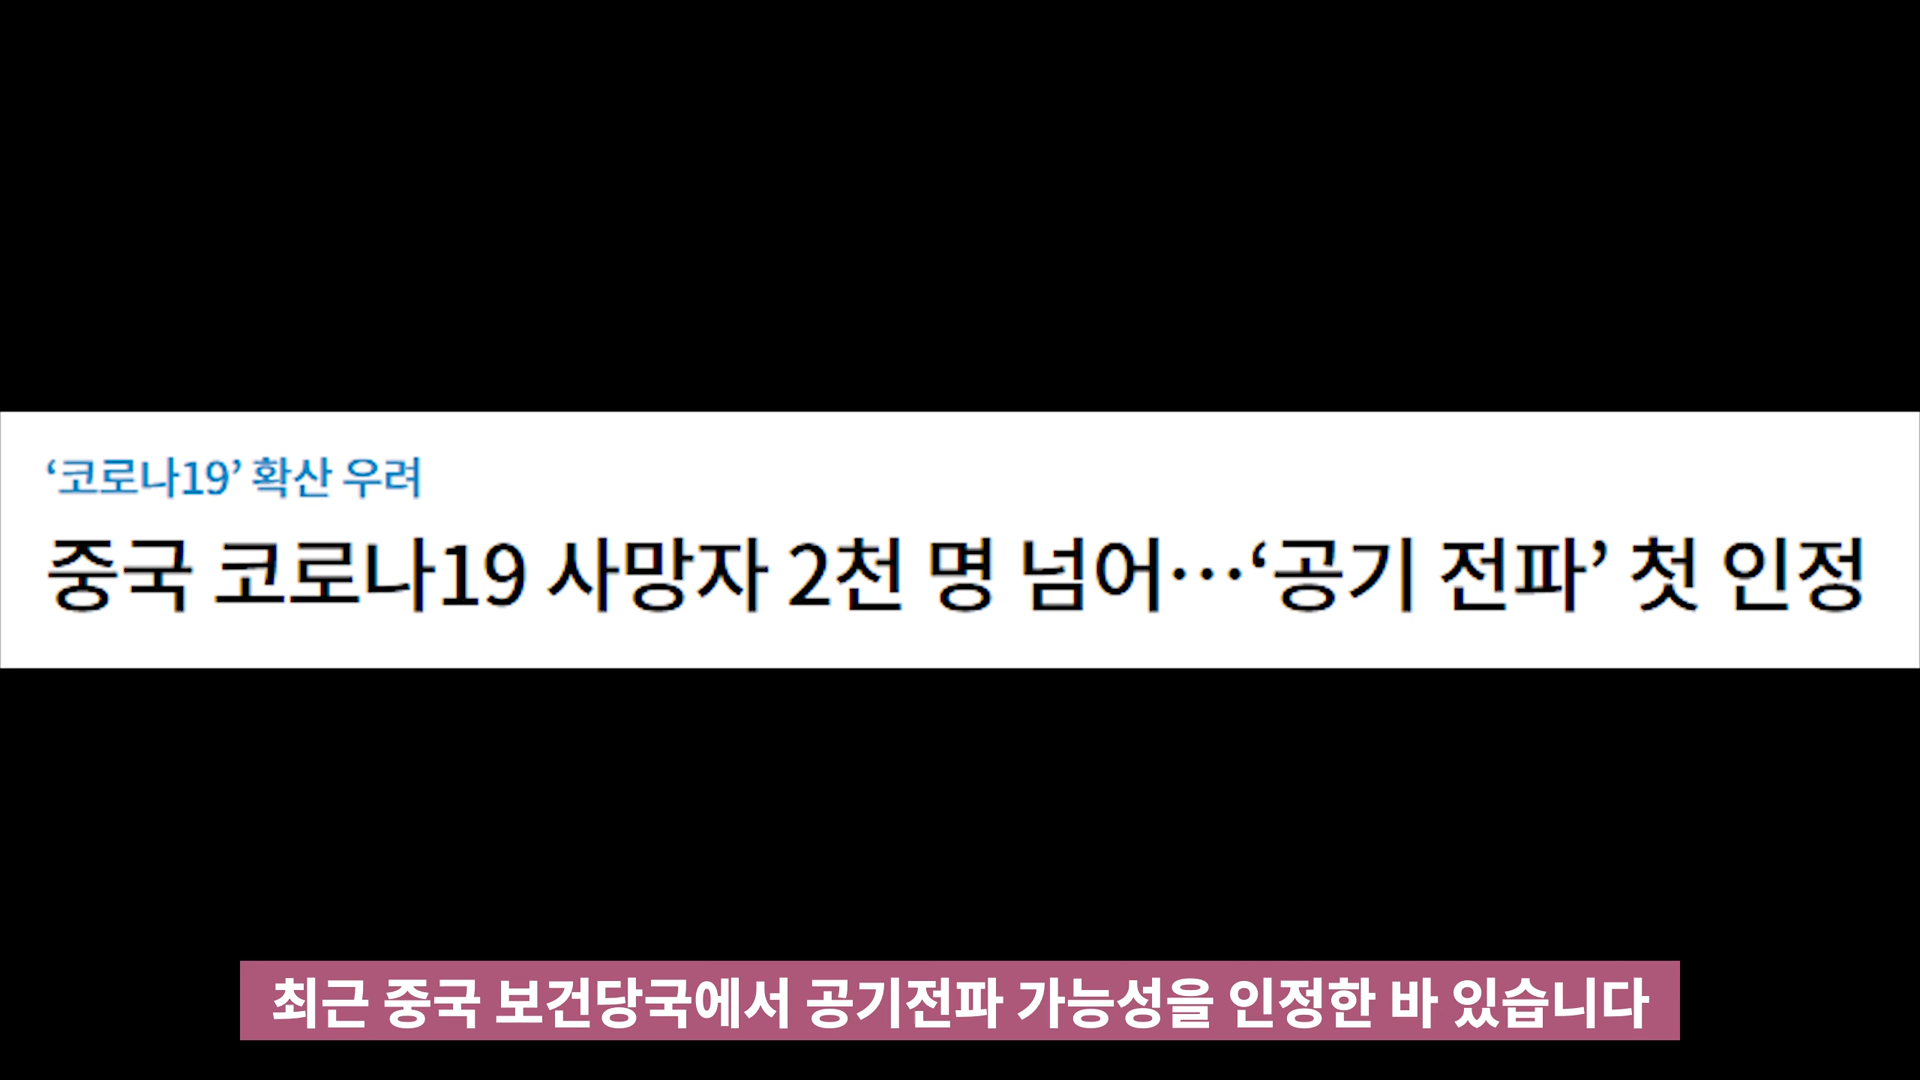 ‘코로나19’ 확산 우려
중국 코로나19 사망자 2천 명 넘어…‘공기 전파’ 첫 인정
최근 중국 보건당국에서 공기전파 가능성을 인정한 바 있습니다